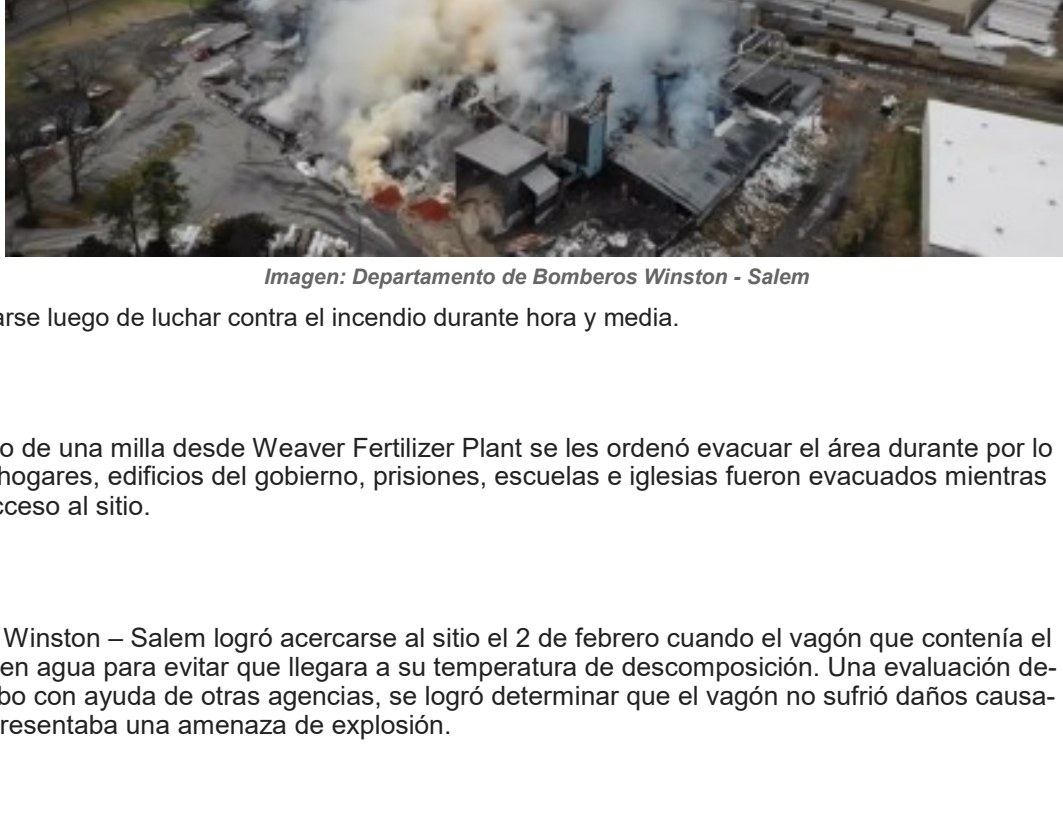 Imagen: Departamento de Bomberos Winston - Salem
arse luego de luchar contra el incendio durante hora y media.
o de una milla desde Weaver Fertilizer Plant se les ordenó evacuar el área durante por lo
hogares, edificios del gobierno, prisiones, escuelas e iglesias fueron evacuados mientras
cceso al sitio.
Winston – Salem logró acercarse al sitio el 2 de febrero cuando el vagón que contenía el
en agua para evitar que llegara a su temperatura de descomposición. Una evaluación de-
bo con ayuda de otras agencias, se logró determinar que el vagón no sufrió daños causa-
resentaba una amenaza de explosión.